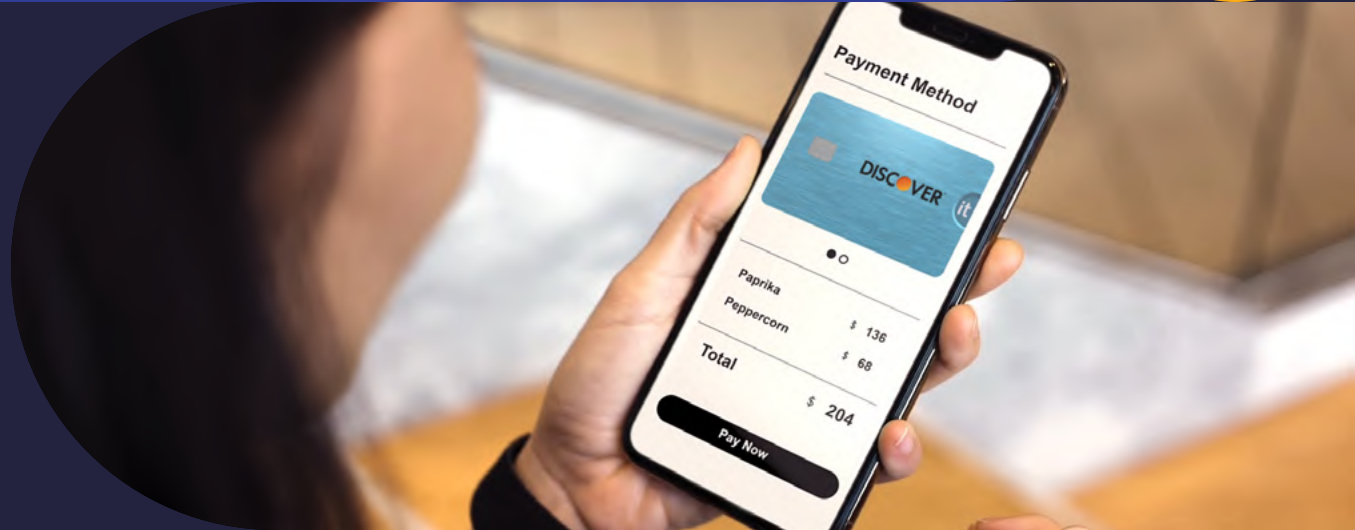 Payment Method
DISCOVER
it
Paprika $ 136
Peppercorn $ 68
Total $ 204
Pay Now